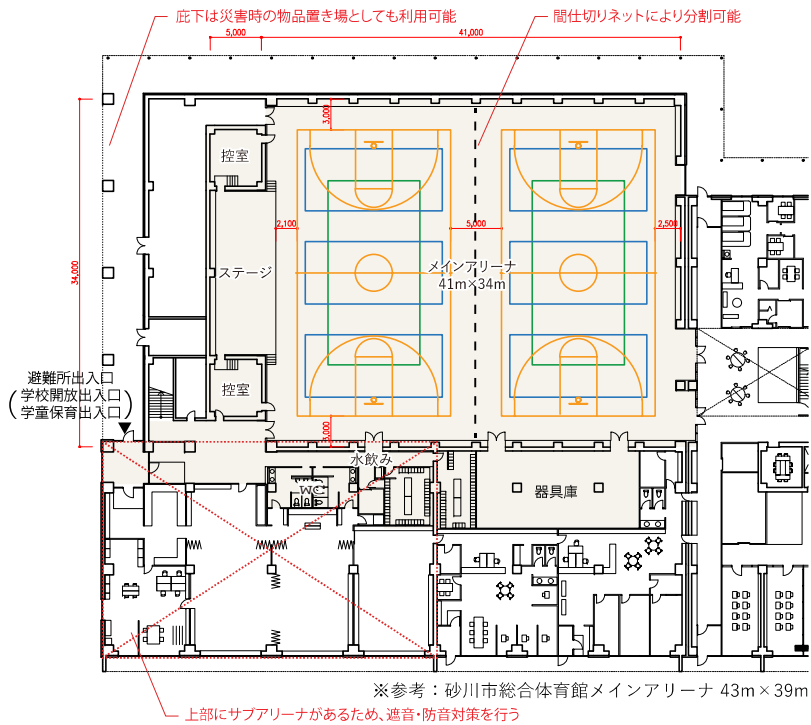 庇下は災害時の物品置き場としても利用可能
間仕切りネットにより分割可能
5,000
41,000
3,000
控室
2,100
5,000
2,500
34,000
ステージ
メインアリーナ
41m×34m
避難所出入口
(学校開放出入口)
学童保育出入口
控室
3,000
水飲み
WC
器具庫
※参考：砂川市総合体育館メインアリーナ 43m×39m
上部にサブアリーナがあるため、遮音・防音対策を行う